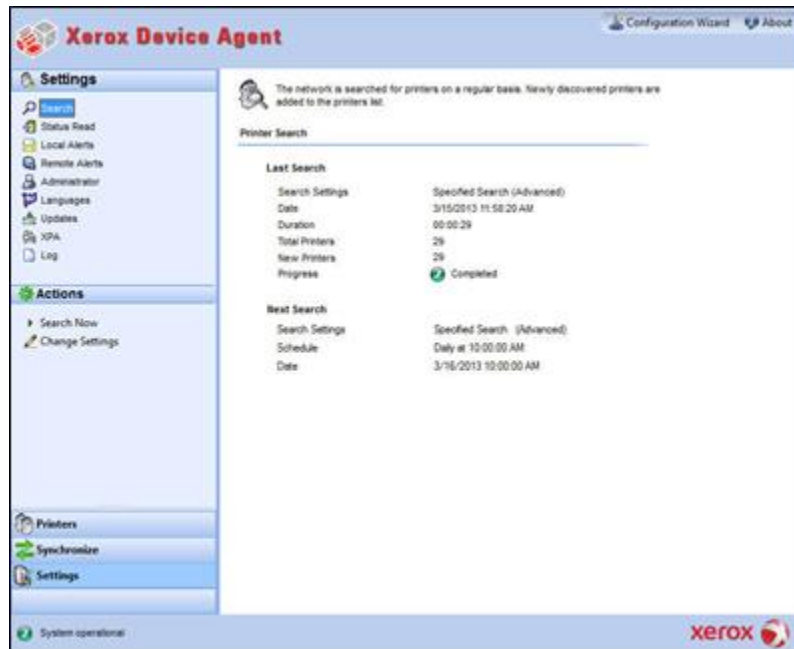 Xerox Device Agent
Configuration Wizard
About
Settings
Search
Status Read
Local Alerts
Remote Alerts
Administrator
Languages
Updates
XPA
Log
Actions
Search Now
Change Settings
Printers
Synchronize
Settings
The network is searched for printers on a regular basis. Newly discovered printers are
added to the printers list.
Printer Search
Last Search
Search Settings Specified Search (Advanced)
Date 3/15/2013 11:58:20 AM
Duration 00:00:29
Total Printers 29
New Printers 29
Progress Completed
Next Search
Search Settings Specified Search (Advanced)
Schedule Daily at 10:00:00 AM
Date 3/16/2013 10:00:00 AM
System operational
xerox